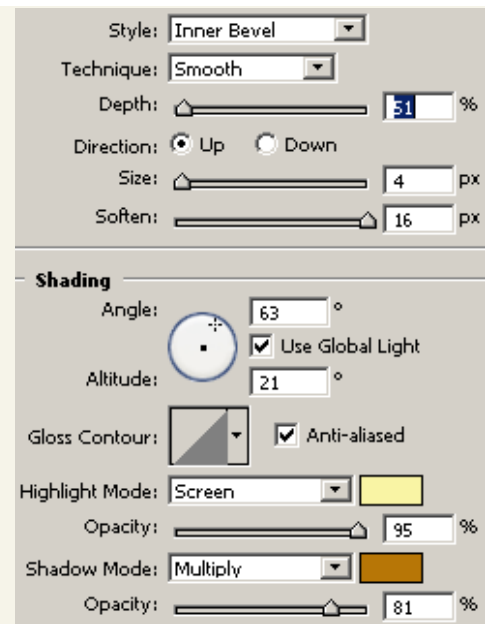 Style: Inner Bevel
Technique: Smooth
Depth: 51 %
Direction: Up Down
Size: 4 px
Soften: 16 px
Shading
Angle: 63 °
Use Global Light
Altitude: 21 °
Gloss Contour: Anti-aliased
Highlight Mode: Screen
Opacity: 95 %
Shadow Mode: Multiply
Opacity: 81 %